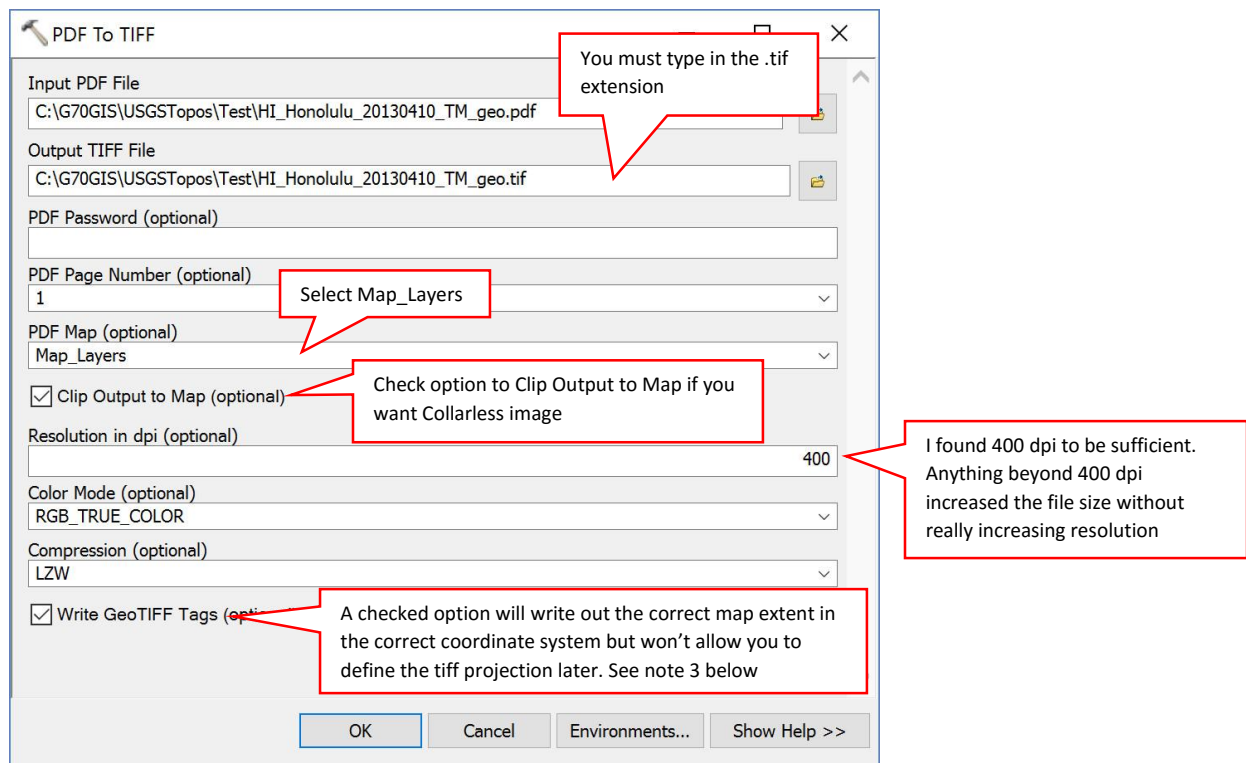 PDF To TIFF
You must type in the .tif
extension
Input PDF File
C:\G70GIS\USGSTopos\Test\HI_Honolulu_20130410_TM_geo.pdf
Output TIFF File
C:\G70GIS\USGSTopos\Test\HI_Honolulu_20130410_TM_geo.tif
PDF Password (optional)
PDF Page Number (optional)
1
Select Map_Layers
PDF Map (optional)
Map_Layers
Clip Output to Map (optional)
Check option to Clip Output to Map if you
want Collarless image
Resolution in dpi (optional)
400
I found 400 dpi to be sufficient.
Anything beyond 400 dpi
increased the file size without
really increasing resolution
Color Mode (optional)
RGB_TRUE_COLOR
Compression (optional)
LZW
Write GeoTIFF Tags (optional)
A checked option will write out the correct map extent in
the correct coordinate system but won't allow you to
define the tiff projection later. See note 3 below
OK
Cancel
Environments...
Show Help >>